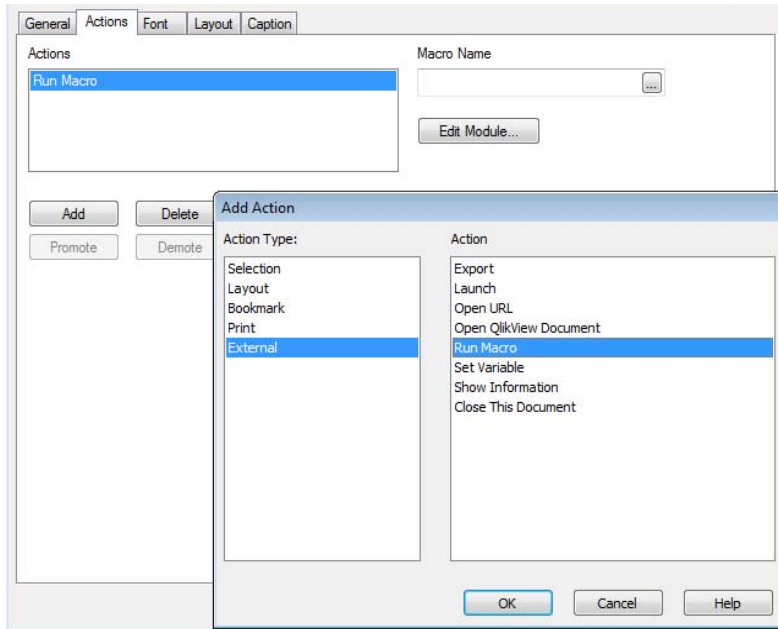 General Actions Font Layout Caption
Actions
Macro Name
Run Macro
...
Edit Module...
Add Delete
Promote Demote
Add Action
Action Type:
Selection
Layout
Bookmark
Print
External
Action
Export
Launch
Open URL
Open QlikView Document
Run Macro
Set Variable
Show Information
Close This Document
OK Cancel Help